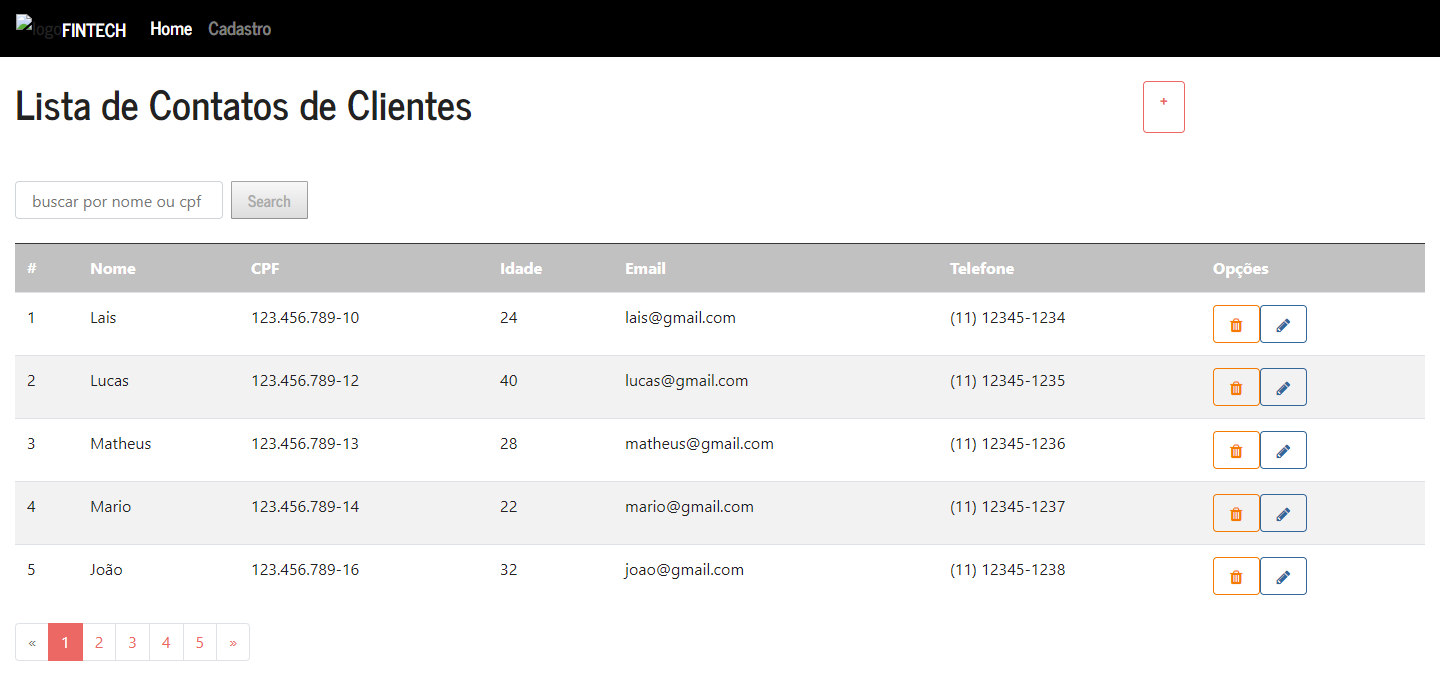 logo FINTECH Home Cadastro
Lista de Contatos de Clientes
+
buscar por nome ou cpf Search
# Nome CPF Idade Email Telefone Opções
1 Lais 123.456.789-10 24 lais@gmail.com (11) 12345-1234
2 Lucas 123.456.789-12 40 lucas@gmail.com (11) 12345-1235
3 Matheus 123.456.789-13 28 matheus@gmail.com (11) 12345-1236
4 Mario 123.456.789-14 22 mario@gmail.com (11) 12345-1237
5 João 123.456.789-16 32 joao@gmail.com (11) 12345-1238
« 1 2 3 4 5 »